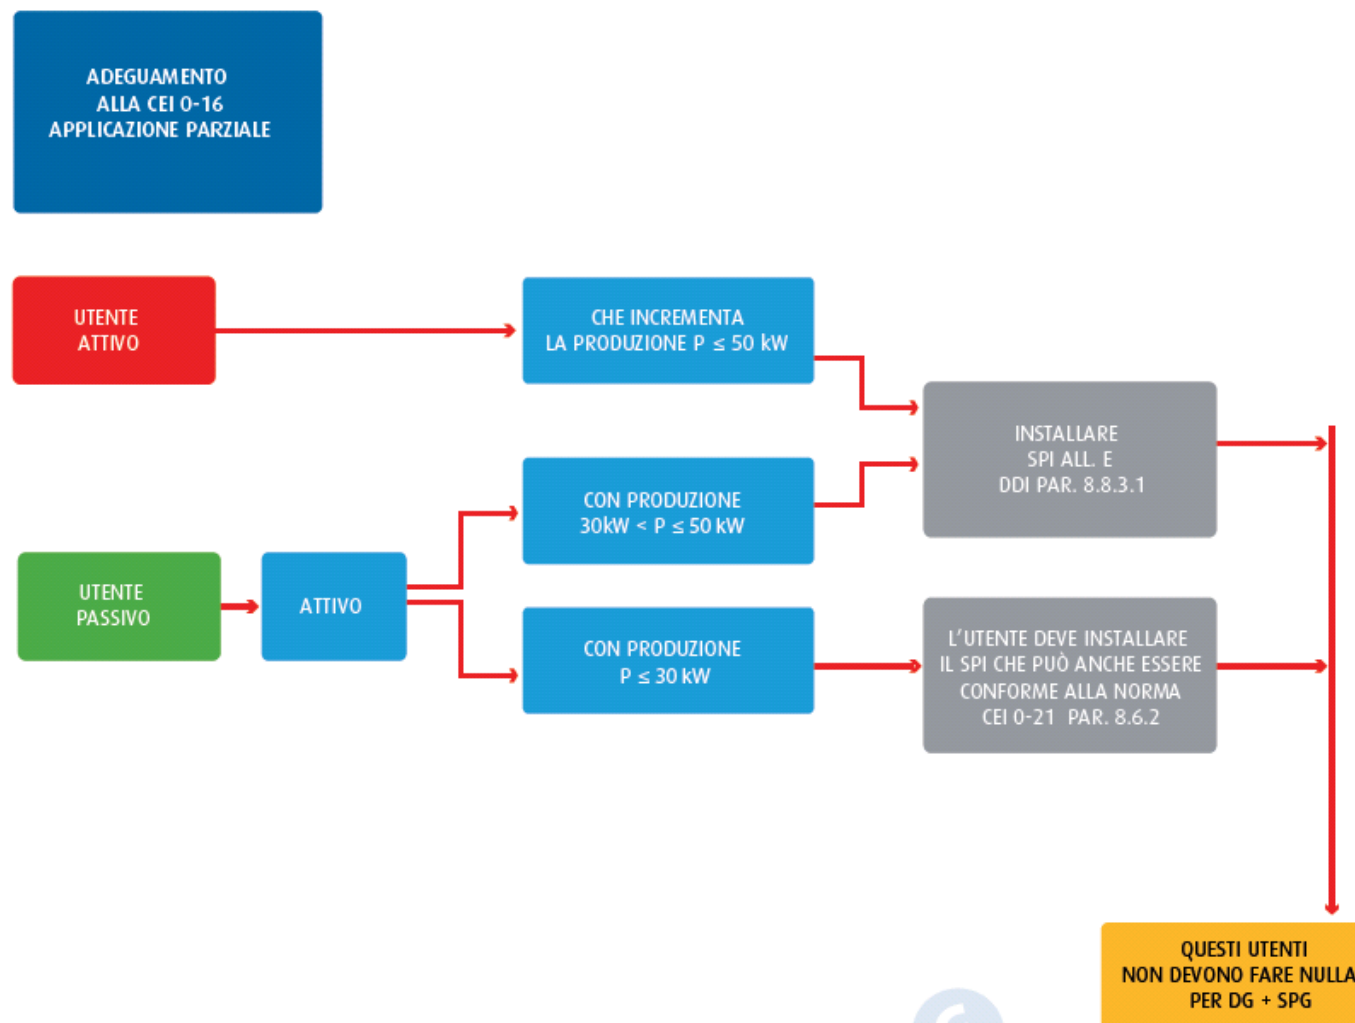 ADEGUAMENTO
ALLA CEI 0-16
APPLICAZIONE PARZIALE
UTENTE
ATTIVO
CHE INCREMENTA
LA PRODUZIONE P ≤ 50 kW
INSTALLARE
SPI ALL. E
DDI PAR. 8.8.3.1
CON PRODUZIONE
30kW < P ≤ 50 kW
UTENTE
PASSIVO
ATTIVO
CON PRODUZIONE
P ≤ 30 kW
L'UTENTE DEVE INSTALLARE
IL SPI CHE PUÒ ANCHE ESSERE
CONFORME ALLA NORMA
CEI 0-21 PAR. 8.6.2
QUESTI UTENTI
NON DEVONO FARE NULLA
PER DG + SPG